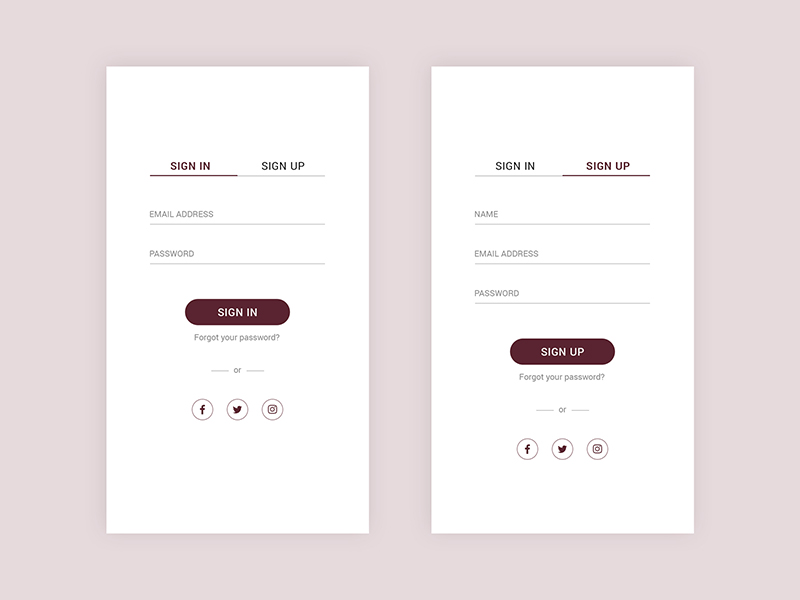 SIGN IN SIGN UP
EMAIL ADDRESS
PASSWORD
SIGN IN
Forgot your password?
or
SIGN IN SIGN UP
NAME
EMAIL ADDRESS
PASSWORD
SIGN UP
Forgot your password?
or